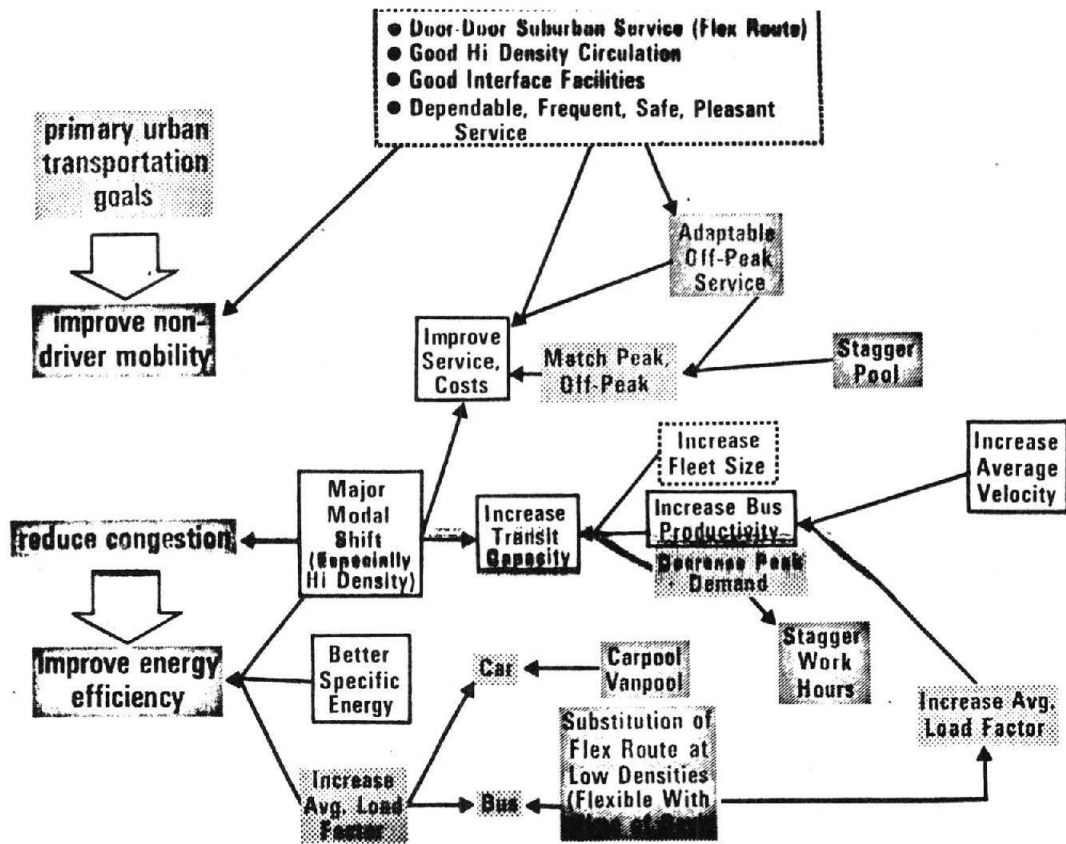 ● Door-Door Suburban Service (Flex Route)
● Good Hi Density Circulation
● Good Interface Facilities
● Dependable, Frequent, Safe, Pleasant
Service
primary urban
transportation
goals
Adaptable
Off-Peak
Service
improve non-
driver mobility
Improve
Service,
Costs
Match Peak,
Off-Peak
Stagger
Pool
Increase
Fleet Size
Increase
Average
Velocity
Major
Modal
Shift
(Especially
Hi Density)
Increase
Transit
Capacity
Increase Bus
Productivity
reduce congestion
Decrease Peak
Demand
Stagger
Work
Hours
Improve energy
efficiency
Better
Specific
Energy
Car
Carpool
Vanpool
Increase Avg.
Load Factor
Substitution of
Flex Route at
Low Densities
(Flexible With
Increase
Avg. Load
Factor
Bus